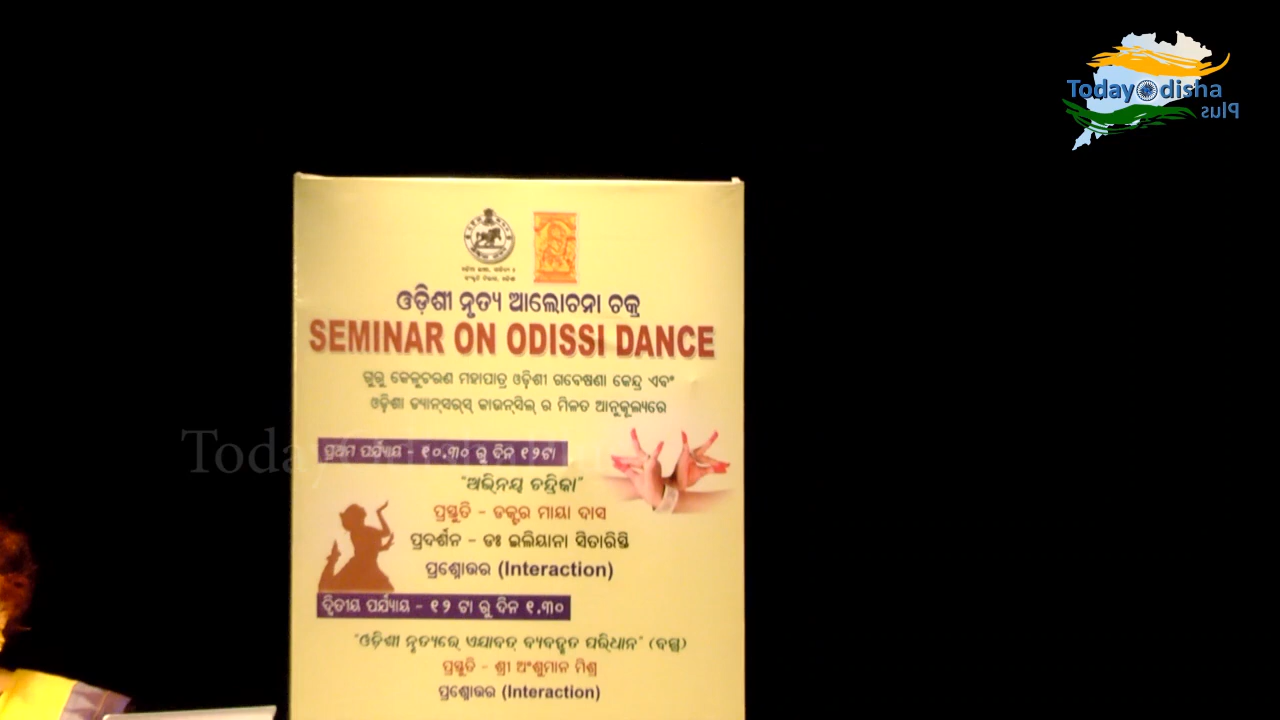 Today Odisha
Plus
ଓଡ଼ିଶୀ ନୃତ୍ୟ ଆଲୋଚନା ଚକ୍ର
SEMINAR ON ODISSI DANCE
ଗୁରୁ କେଳୁଚରଣ ମହାପାତ୍ର ଓଡ଼ିଶୀ ଗବେଷଣା କେନ୍ଦ୍ର ଏବଂ
ଓଡ଼ିଶା ଡ୍ୟାନ୍‌ସର୍‌ସ୍ କାଉନ୍‌ସିଲ୍ ର ମିଳିତ ଆନୁକୂଲ୍ୟରେ
ପ୍ରଥମ ପର୍ଯ୍ୟାୟ - ୧୦.୩୦ ରୁ ଦିନ ୧୨ଟା
"ଅଭିନୟ ଚନ୍ଦ୍ରିକା"
ପ୍ରସ୍ତୁତି - ଡକ୍ଟର ମାୟା ଦାସ
ପ୍ରଦର୍ଶନ - ଡଃ ଇଲିୟାନା ସିତାରିସ୍ତି
ପ୍ରଶ୍ନୋତ୍ତର (Interaction)
ଦ୍ୱିତୀୟ ପର୍ଯ୍ୟାୟ - ୧୨ ଟା ରୁ ଦିନ ୧.୩୦
"ଓଡ଼ିଶୀ ନୃତ୍ୟରେ ଏଯାବତ୍ ବ୍ୟବହୃତ ପରିଧାନ" (ବସ୍ତ୍ର)
ପ୍ରସ୍ତୁତି - ଶ୍ରୀ ଅଂଶୁମାନ ମିଶ୍ର
ପ୍ରଶ୍ନୋତ୍ତର (Interaction)